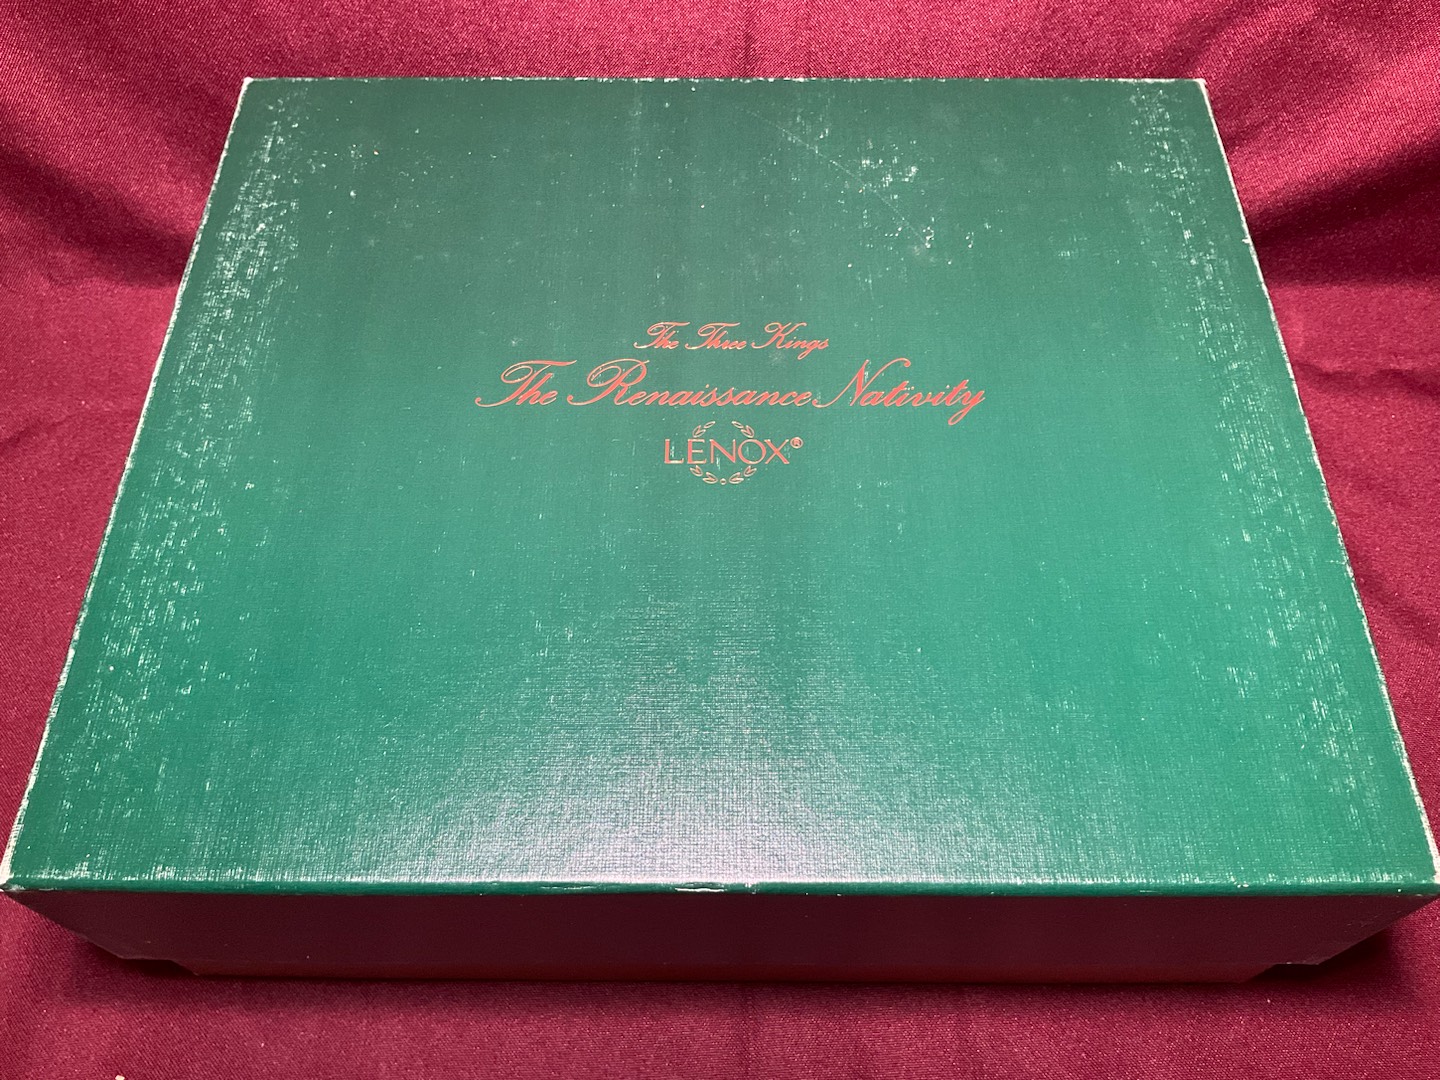 The Three Kings
The Renaissance Nativity
LENOX®